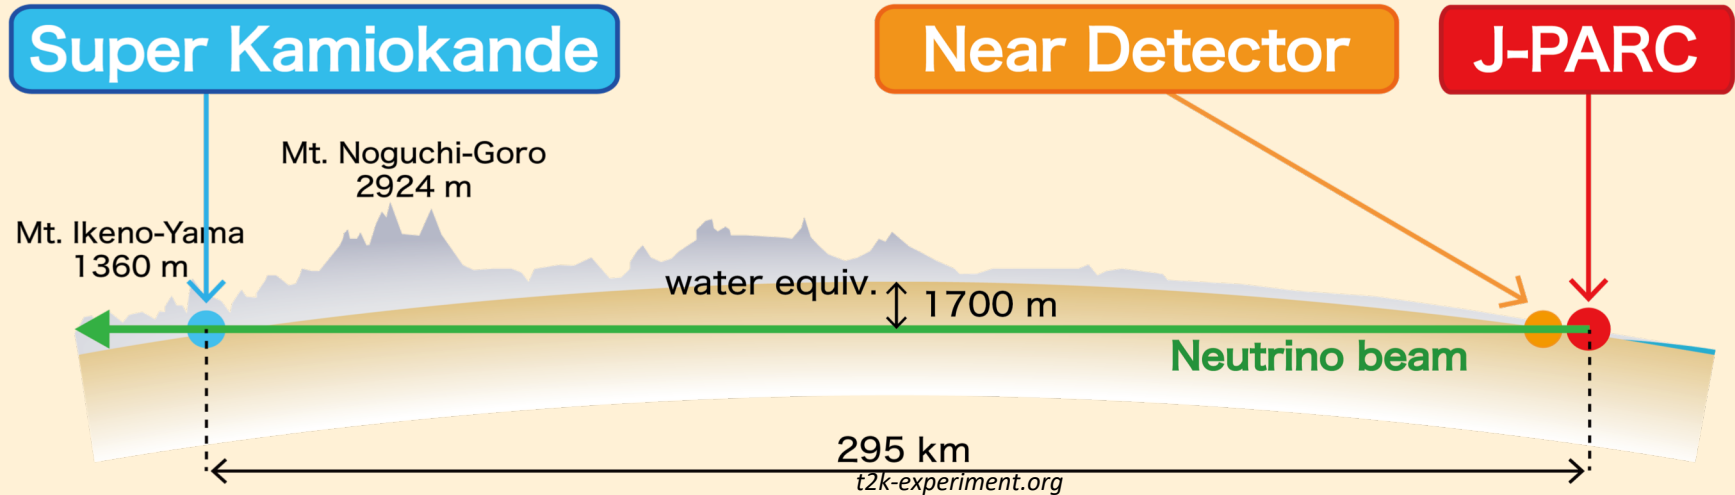 Super Kamiokande
Near Detector
J-PARC
Mt. Noguchi-Goro
2924 m
Mt. Ikeno-Yama
1360 m
water equiv.
1700 m
Neutrino beam
295 km
t2k-experiment.org